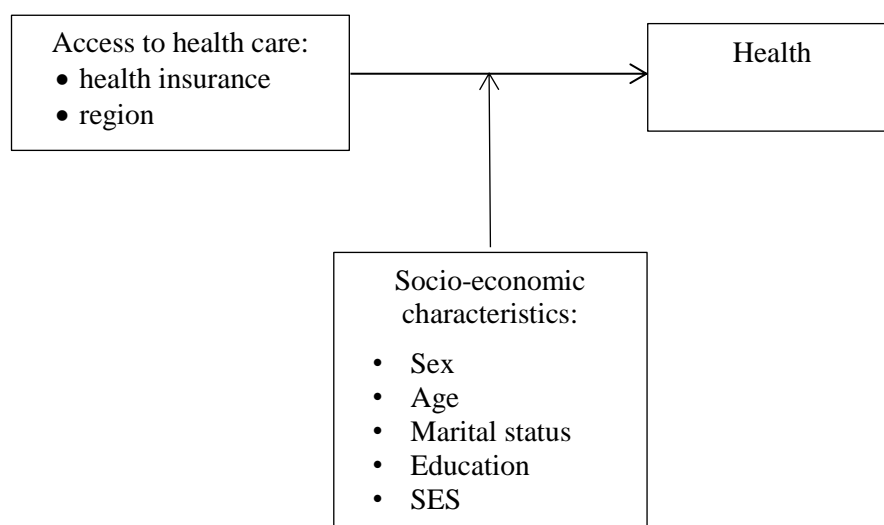 Access to health care:
• health insurance
• region
Health
Socio-economic
characteristics:
• Sex
• Age
• Marital status
• Education
• SES